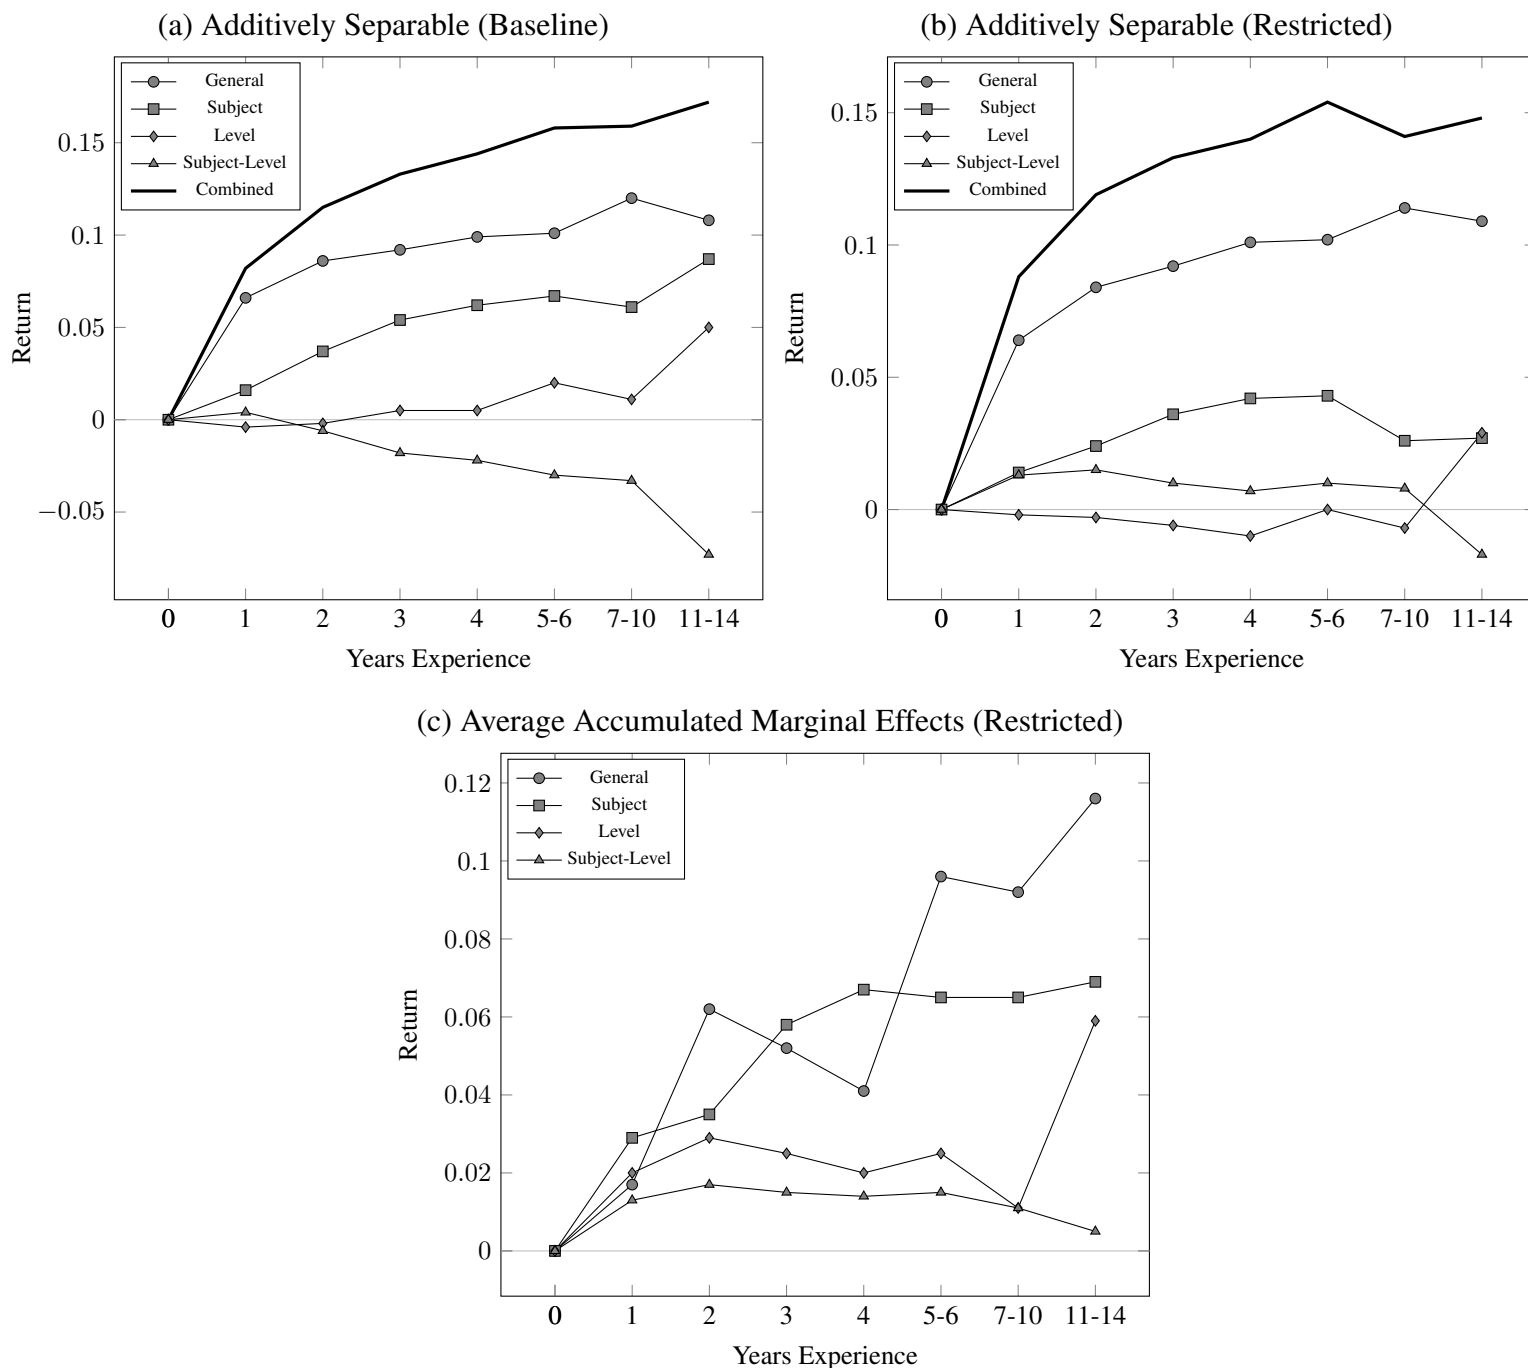 (a) Additively Separable (Baseline)
General
Subject
Level
Subject-Level
Combined
0.15
0.1
0.05
0
−0.05
Return
0 1 2 3 4 5-6 7-10 11-14
Years Experience
(b) Additively Separable (Restricted)
General
Subject
Level
Subject-Level
Combined
0.15
0.1
0.05
0
Return
0 1 2 3 4 5-6 7-10 11-14
Years Experience
(c) Average Accumulated Marginal Effects (Restricted)
General
Subject
Level
Subject-Level
0.12
0.1
0.08
0.06
0.04
0.02
0
Return
0 1 2 3 4 5-6 7-10 11-14
Years Experience